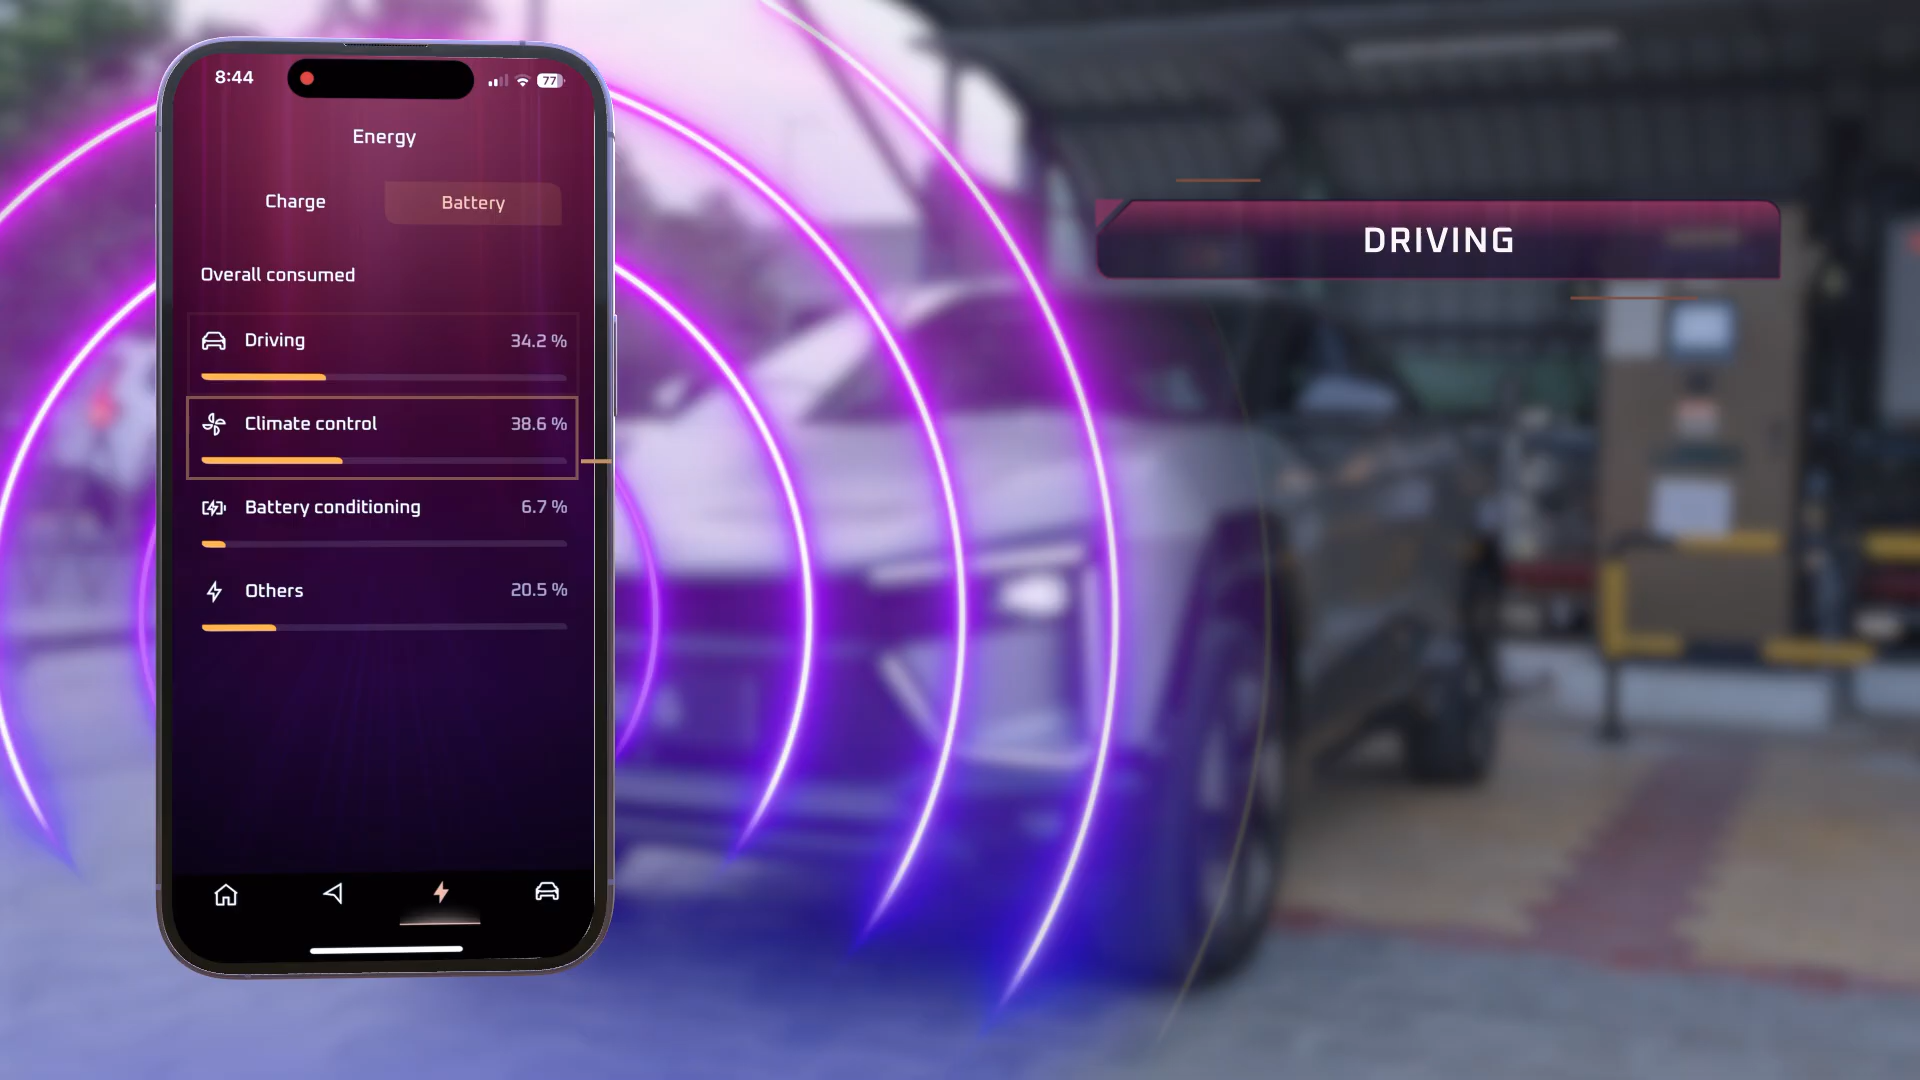 8:44
77
Energy
Charge
Battery
Overall consumed
Driving 34.2 %
Climate control 38.6 %
Battery conditioning 6.7 %
Others 20.5 %
DRIVING